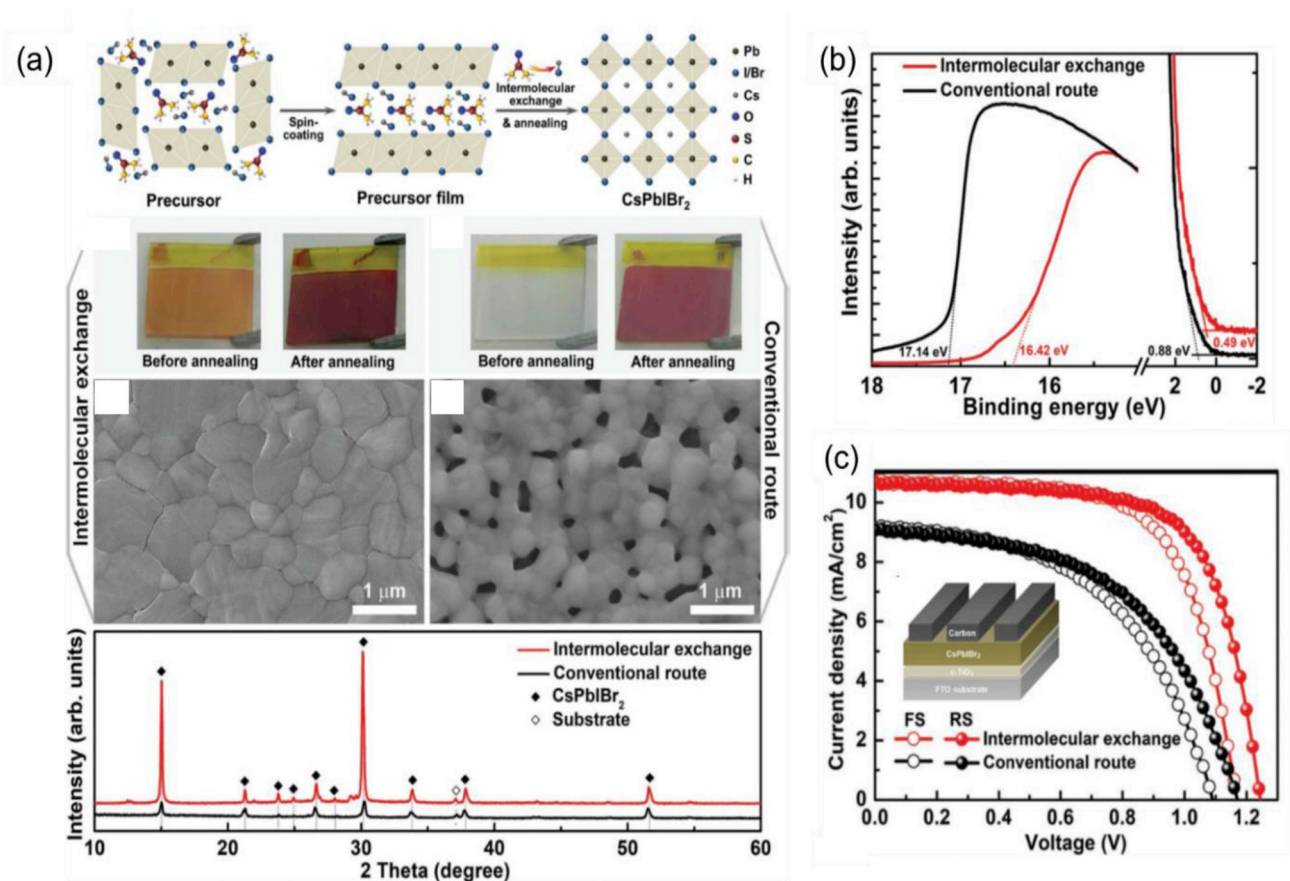 (a)
Pb
I/Br
Cs
O
S
C
H
Spin-
coating
Intermolecular
exchange
& annealing
Precursor
Precursor film
CsPbIBr2
Intermolecular exchange
Before annealing
After annealing
Before annealing
After annealing
Conventional route
1 μm
1 μm
Intensity (arb. units)
Intermolecular exchange
Conventional route
CsPbIBr2
Substrate
10
20
30
40
50
60
2 Theta (degree)
(b)
Intensity (arb. units)
Intermolecular exchange
Conventional route
17.14 eV
16.42 eV
0.88 eV
0.49 eV
18
17
16
2
0
-2
Binding energy (eV)
(c)
Current density (mA/cm2)
10
8
6
4
2
0
Carbon
CsPbIBr2
c-TiO2
FTO substrate
FS RS
Intermolecular exchange
Conventional route
0.0
0.2
0.4
0.6
0.8
1.0
1.2
Voltage (V)